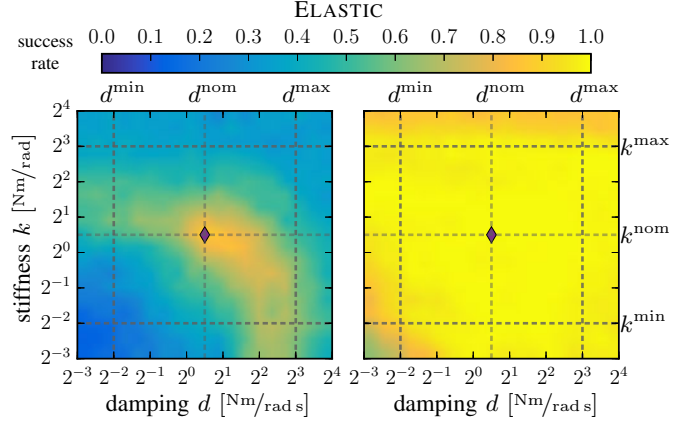 ELASTIC
success rate
0.0 0.1 0.2 0.3 0.4 0.5 0.6 0.7 0.8 0.9 1.0
d^min d^nom d^max d^min d^nom d^max
2^4
2^3 k^max
2^2
2^1
k^nom
2^0
2^−1
2^−2 k^min
2^−3
stiffness k [Nm/rad]
2^−3 2^−2 2^−1 2^0 2^1 2^2 2^3 2^4 2^−3 2^−2 2^−1 2^0 2^1 2^2 2^3 2^4
damping d [Nm/rad s] damping d [Nm/rad s]